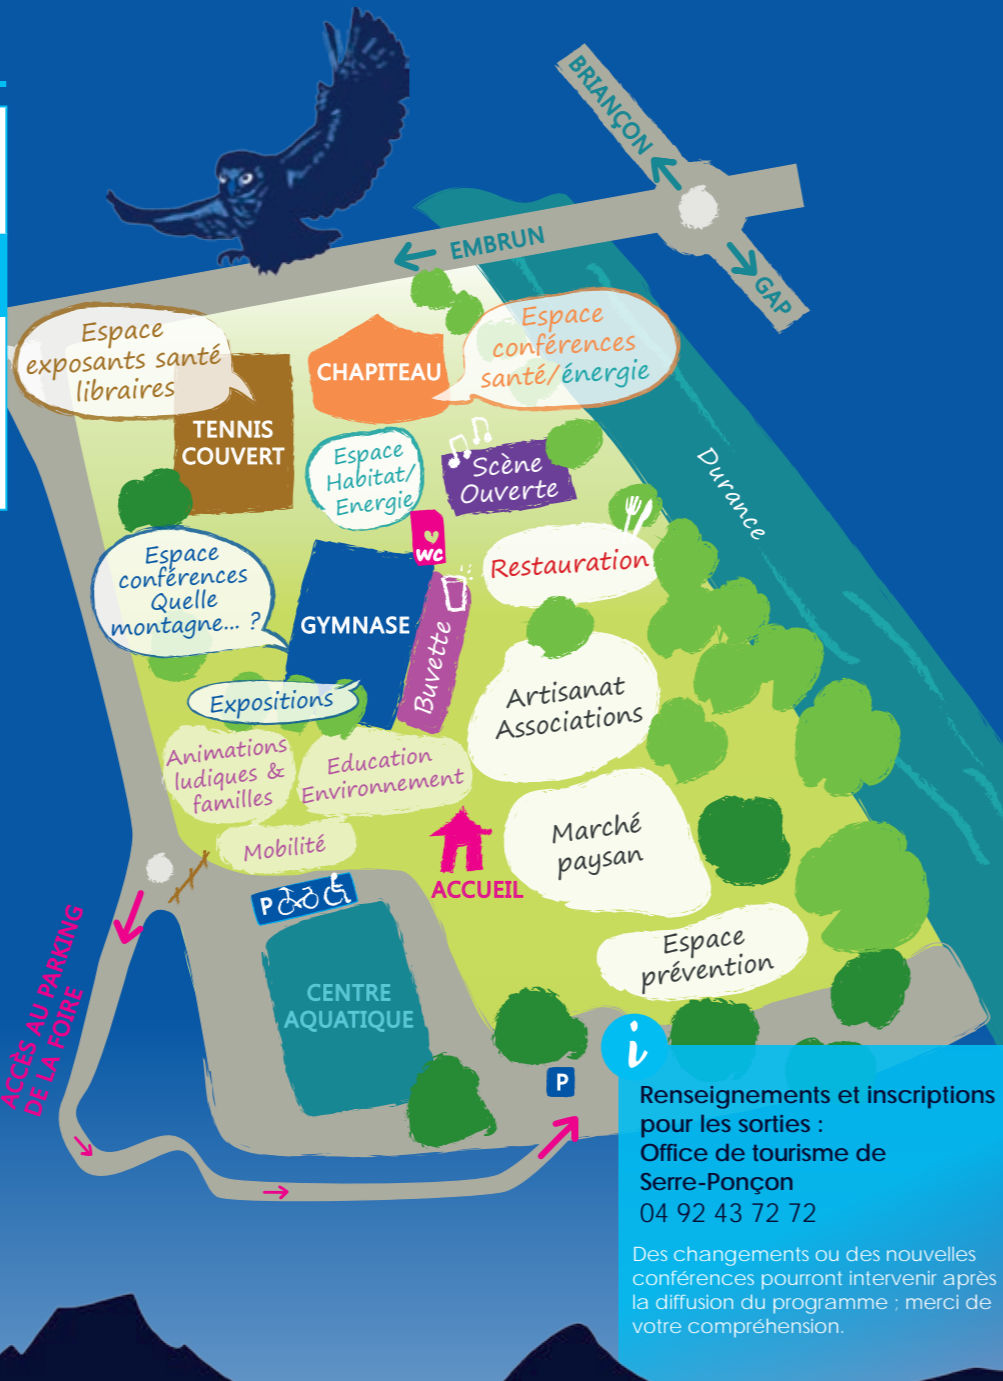 BRIANÇON
EMBRUN
GAP
Espace
exposants santé
libraires
CHAPITEAU
Espace
conférences
santé/énergie
TENNIS
COUVERT
Espace
Habitat/
Energie
Scène
Ouverte
Durance
WC
Restauration
Espace
conférences
Quelle
montagne... ?
GYMNASE
Buvette
Expositions
Artisanat
Associations
Animations
ludiques &
familles
Education
Environnement
Mobilité
Marché
paysan
ACCUEIL
P
Espace
prévention
CENTRE
AQUATIQUE
ACCÈS AU PARKING
DE LA FOIRE
P
i
Renseignements et inscriptions
pour les sorties :
Office de tourisme de
Serre-Ponçon
04 92 43 72 72
Des changements ou des nouvelles
conférences pourront intervenir après
la diffusion du programme ; merci de
votre compréhension.